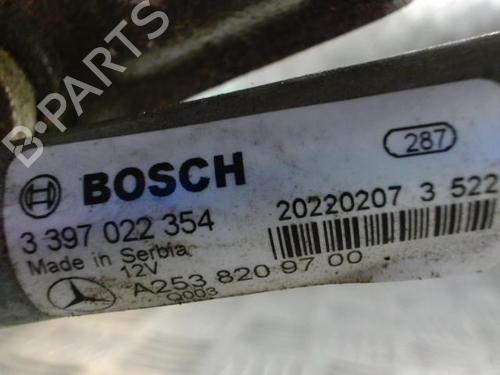 B-PARTS
287
BOSCH
20220207 3 522
3 397 022 354
Made in Serbia
12V
A253 820 97 00
Q003